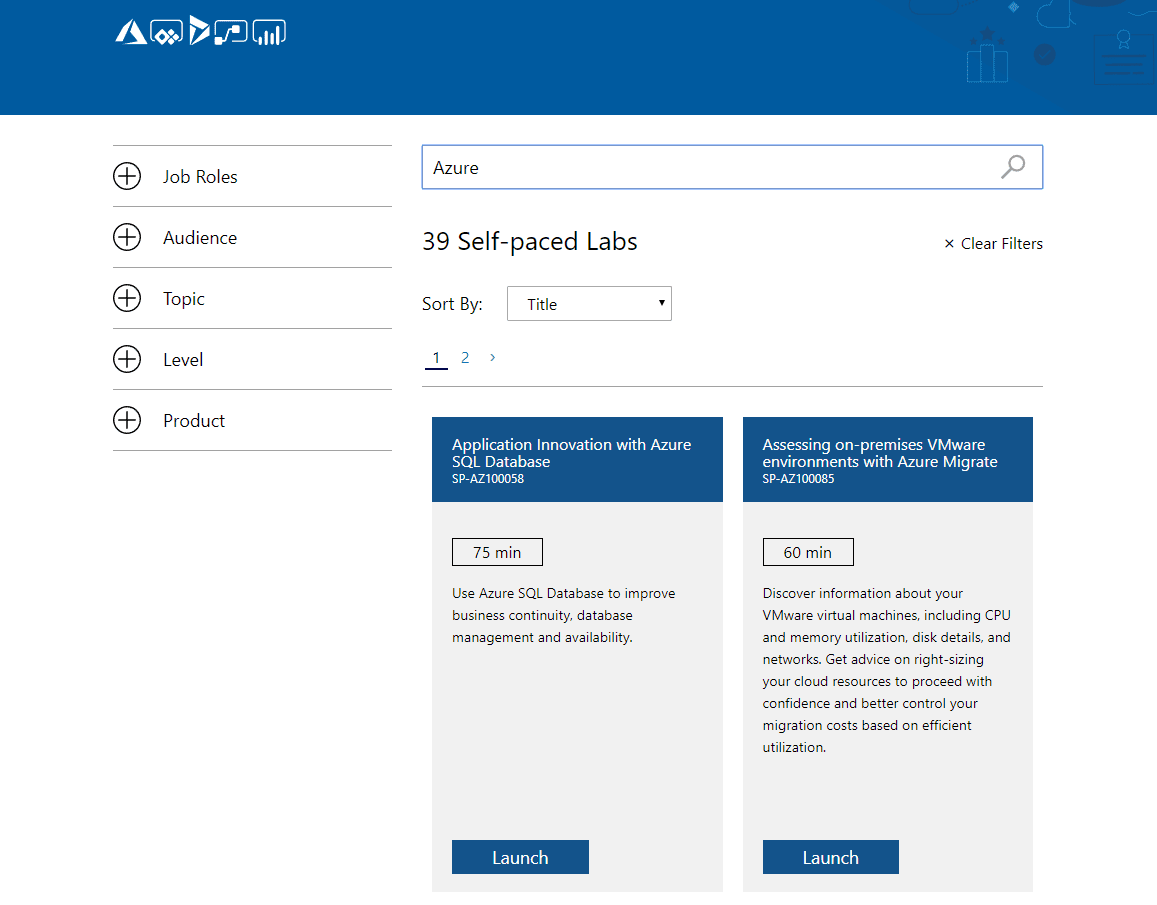 Job Roles
Audience
Topic
Level
Product
Azure
39 Self-paced Labs
× Clear Filters
Sort By:
Title
1 2 ›
Application Innovation with Azure
SQL Database
SP-AZ100058
75 min
Use Azure SQL Database to improve
business continuity, database
management and availability.
Launch
Assessing on-premises VMware
environments with Azure Migrate
SP-AZ100085
60 min
Discover information about your
VMware virtual machines, including CPU
and memory utilization, disk details, and
networks. Get advice on right-sizing
your cloud resources to proceed with
confidence and better control your
migration costs based on efficient
utilization.
Launch